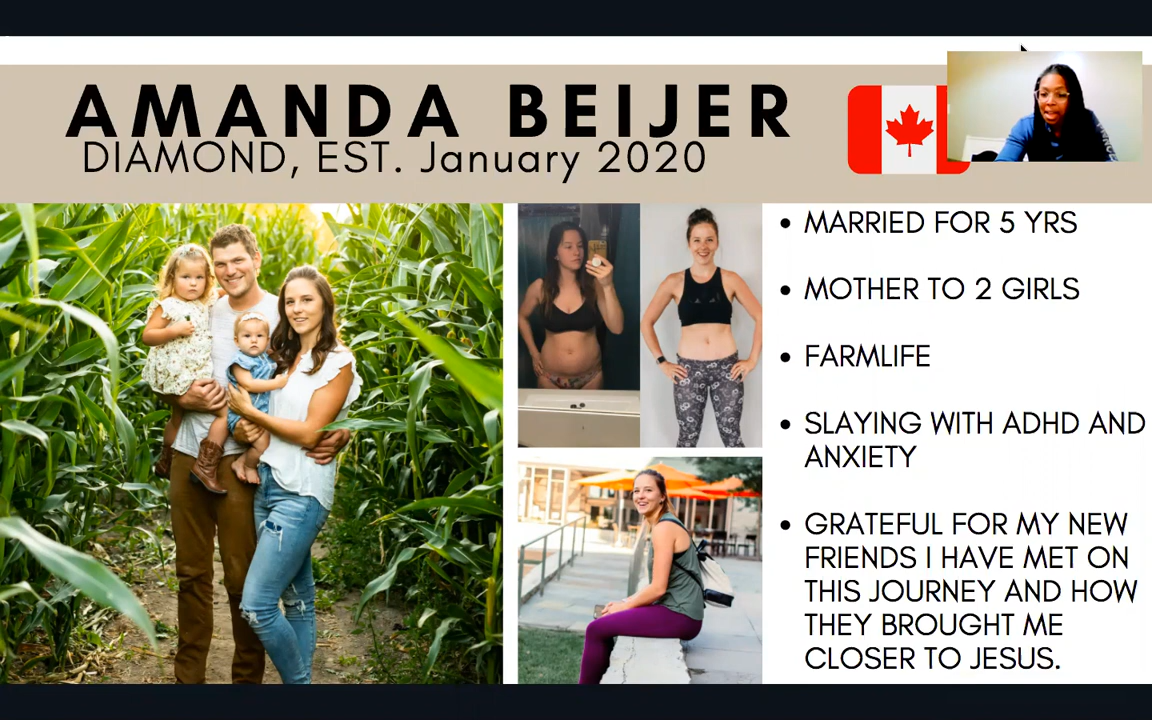 AMANDA BEIJER
DIAMOND, EST. January 2020
MARRIED FOR 5 YRS
MOTHER TO 2 GIRLS
FARMLIFE
SLAYING WITH ADHD AND
ANXIETY
GRATEFUL FOR MY NEW
FRIENDS I HAVE MET ON
THIS JOURNEY AND HOW
THEY BROUGHT ME
CLOSER TO JESUS.